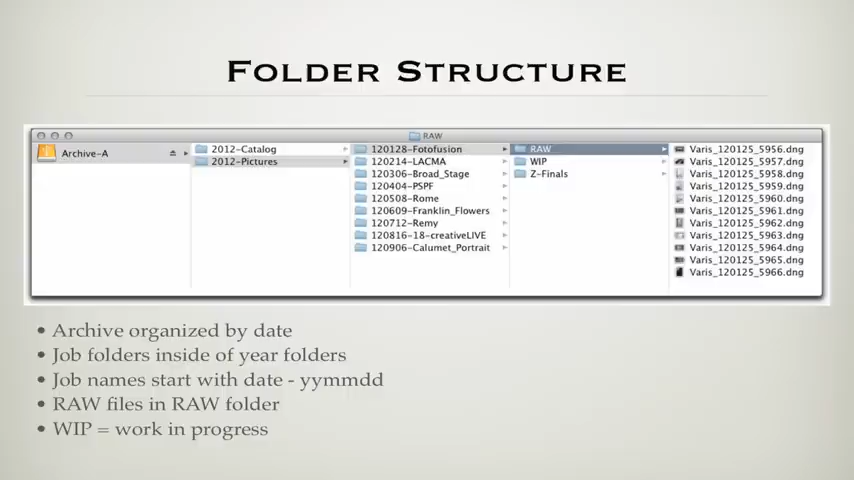 Folder Structure
RAW
Archive-A
2012-Catalog
2012-Pictures
120128-Fotofusion
120214-LACMA
120306-Broad_Stage
120404-PSPF
120508-Rome
120609-Franklin_Flowers
120712-Remy
120816-18-creativeLIVE
120906-Calumet_Portrait
RAW
WIP
Z-Finals
Varis_120125_5956.dng
Varis_120125_5957.dng
Varis_120125_5958.dng
Varis_120125_5959.dng
Varis_120125_5960.dng
Varis_120125_5961.dng
Varis_120125_5962.dng
Varis_120125_5963.dng
Varis_120125_5964.dng
Varis_120125_5965.dng
Varis_120125_5966.dng
• Archive organized by date
• Job folders inside of year folders
• Job names start with date - yymmdd
• RAW files in RAW folder
• WIP = work in progress